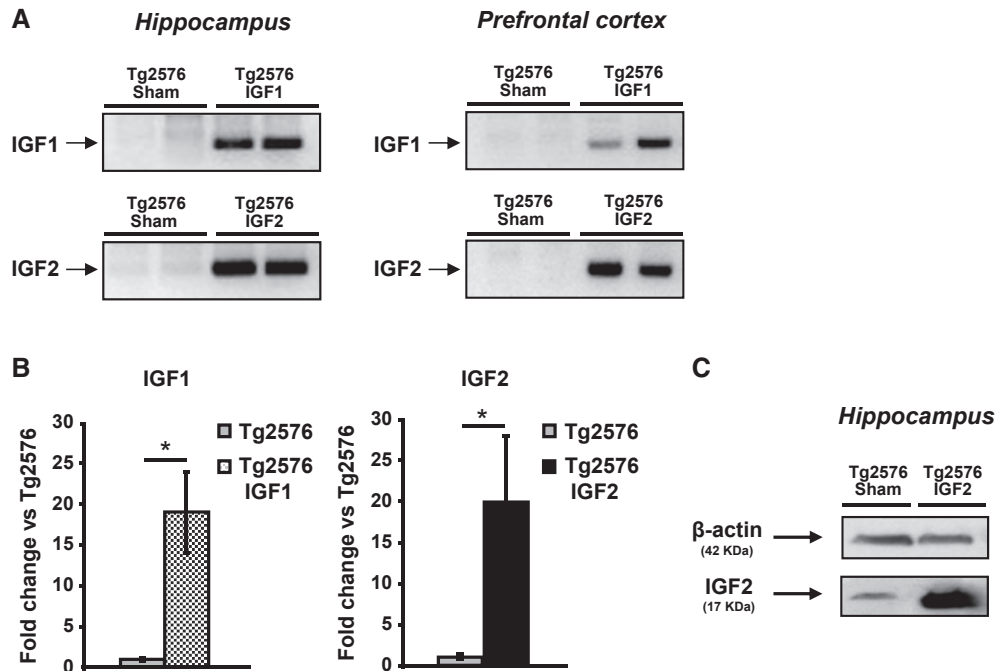 A
Hippocampus
Prefrontal cortex
Tg2576
Sham
Tg2576
IGF1
Tg2576
Sham
Tg2576
IGF1
IGF1
IGF1
Tg2576
Sham
Tg2576
IGF2
Tg2576
Sham
Tg2576
IGF2
IGF2
IGF2
B
IGF1
Fold change vs Tg2576
30
25
20
15
10
5
0
*
Tg2576
Tg2576
IGF1
IGF2
Fold change vs Tg2576
30
25
20
15
10
5
0
*
Tg2576
Tg2576
IGF2
C
Hippocampus
Tg2576
Sham
Tg2576
IGF2
β-actin
(42 KDa)
IGF2
(17 KDa)